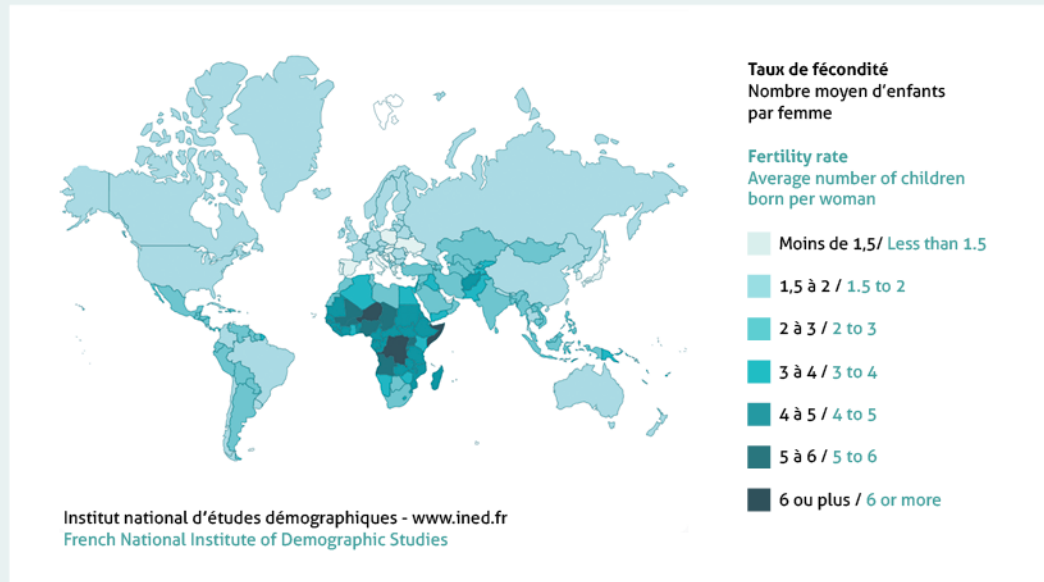 Taux de fécondité
Nombre moyen d'enfants
par femme
Fertility rate
Average number of children
born per woman
Moins de 1,5/ Less than 1.5
1,5 à 2 / 1.5 to 2
2 à 3 / 2 to 3
3 à 4 / 3 to 4
4 à 5 / 4 to 5
5 à 6 / 5 to 6
6 ou plus / 6 or more
Institut national d'études démographiques - www.ined.fr
French National Institute of Demographic Studies